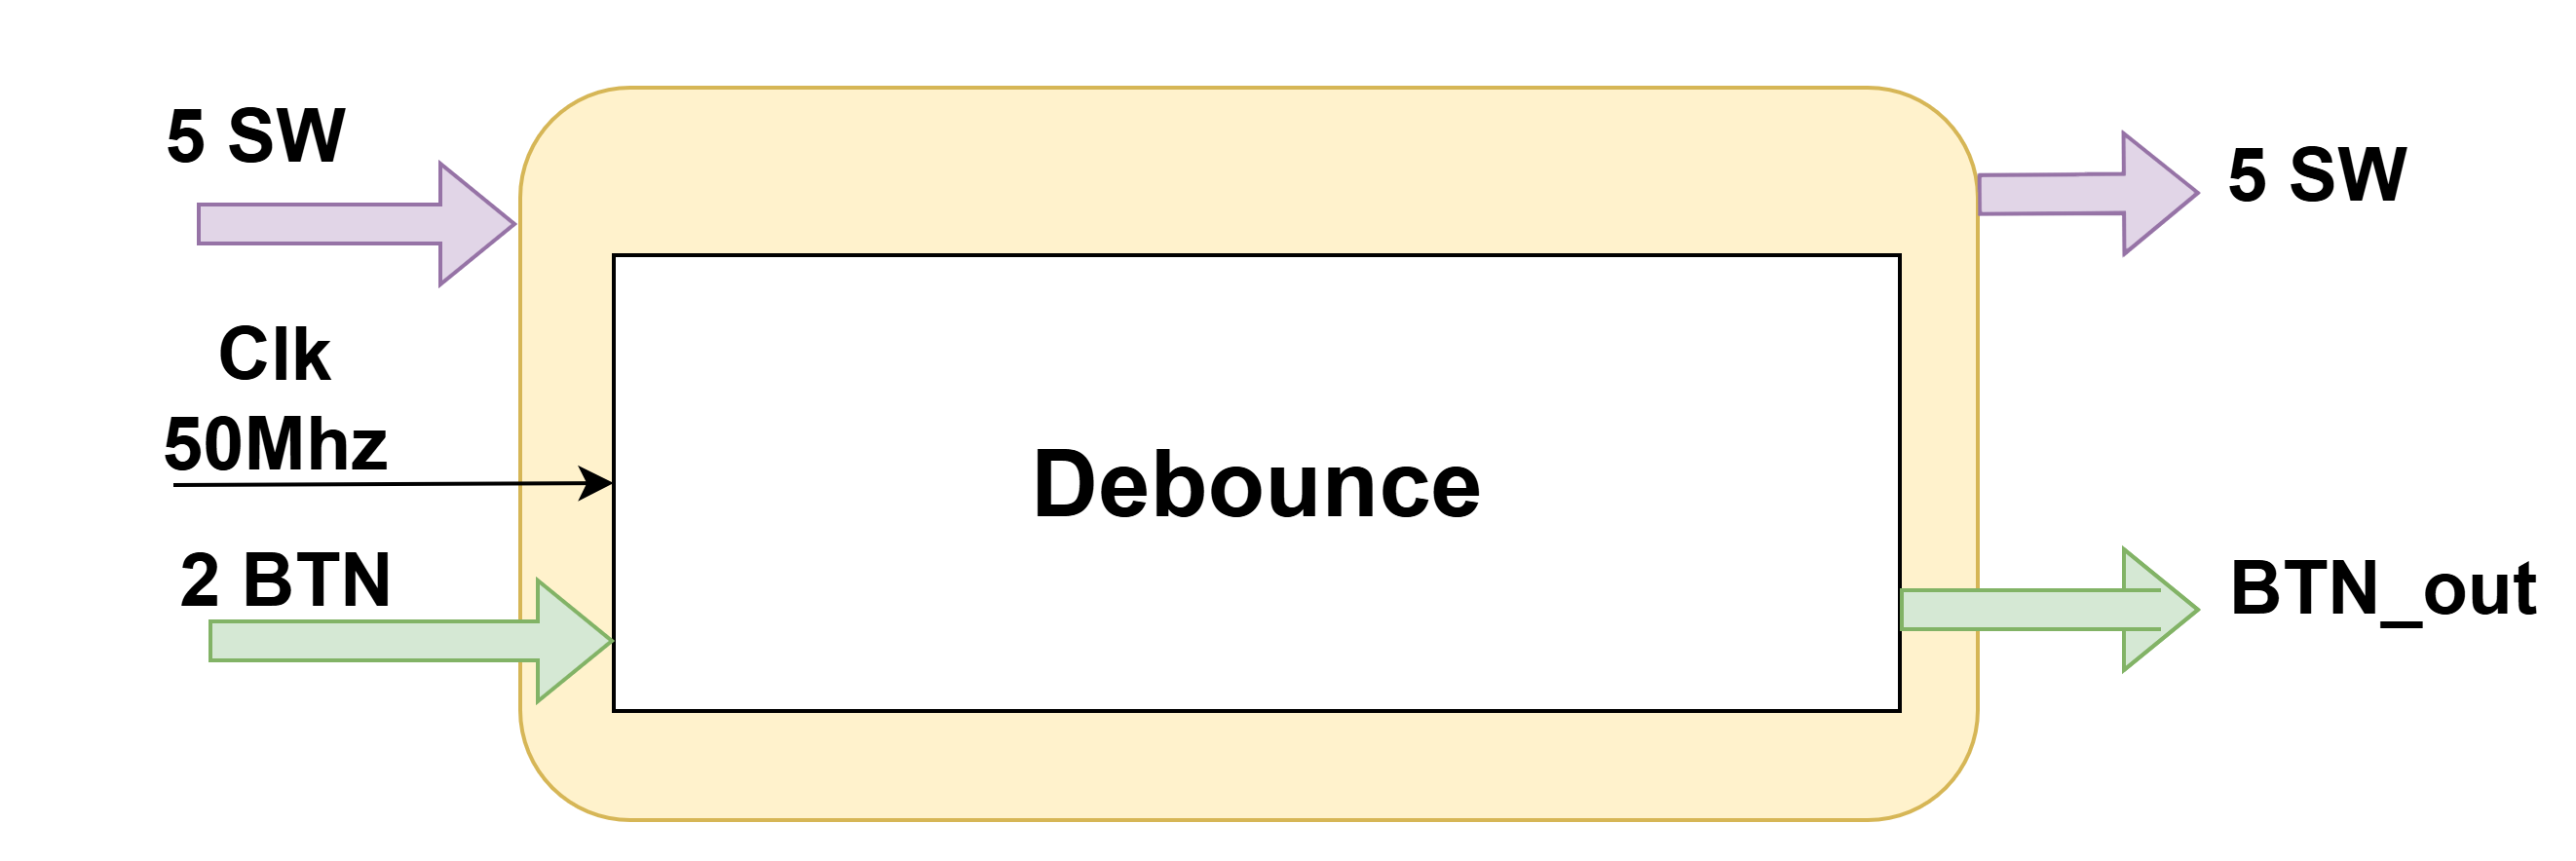 5 SW
5 SW
Clk
50Mhz
Debounce
2 BTN
BTN_out